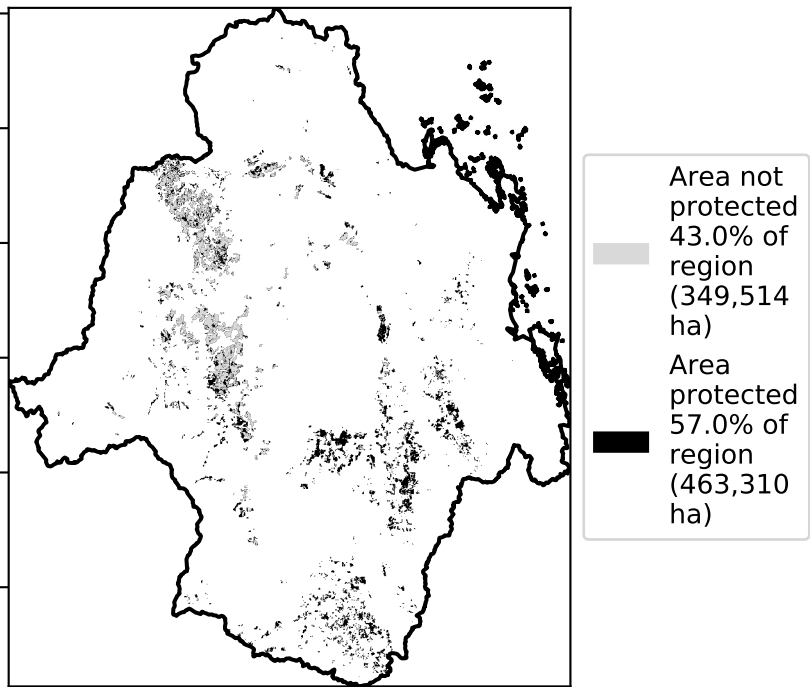 Area not
protected
43.0% of
region
(349,514
ha)
Area
protected
57.0% of
region
(463,310
ha)